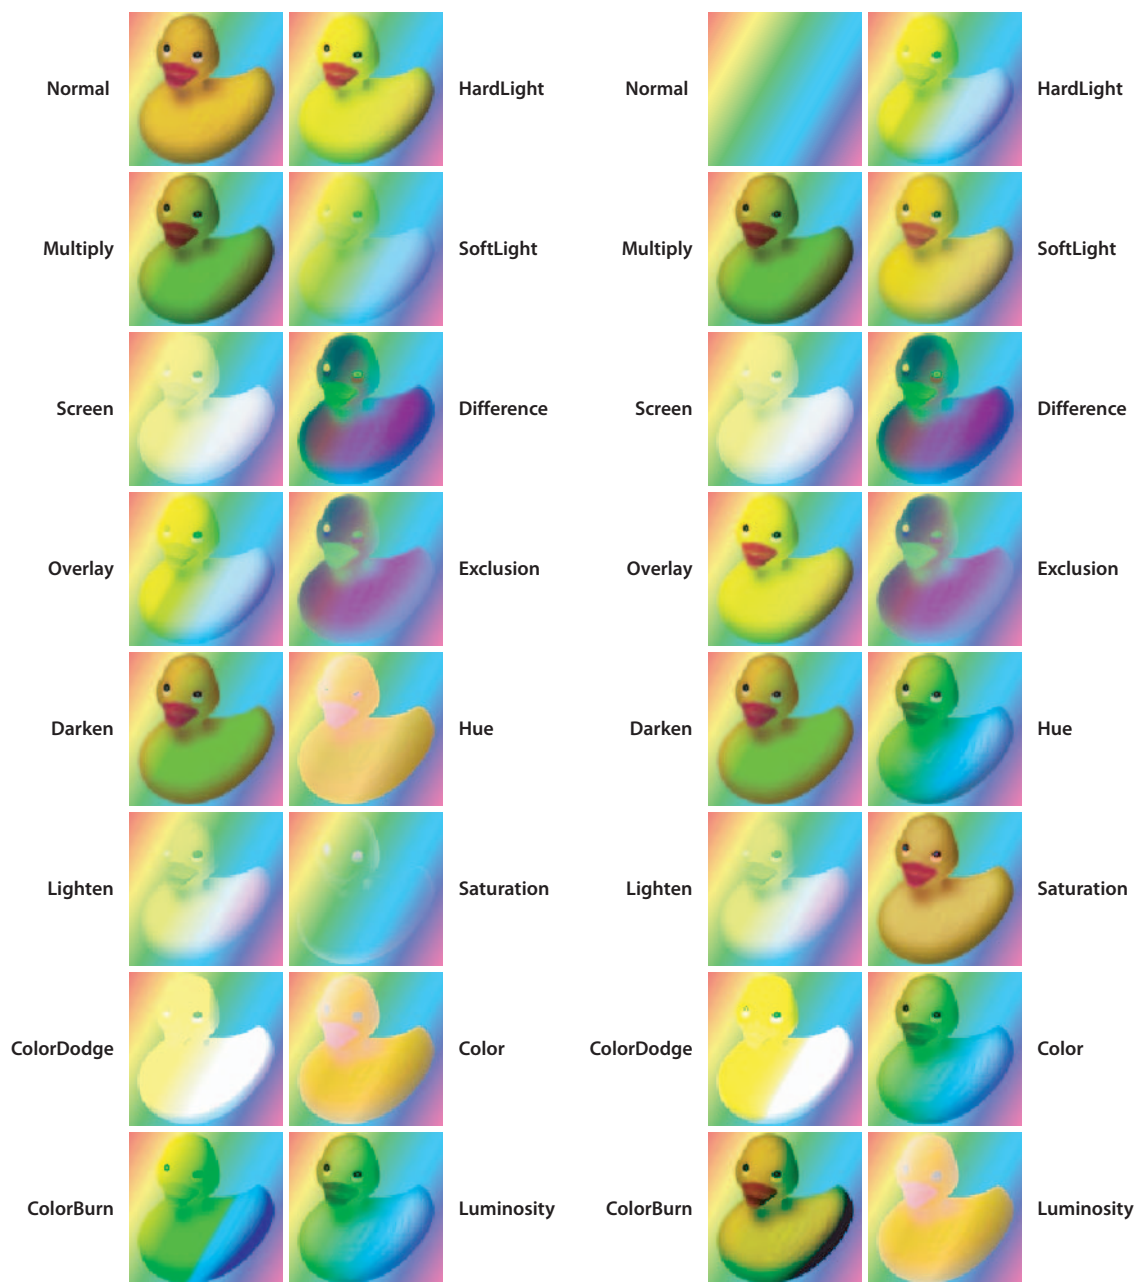 Normal HardLight Normal HardLight
Multiply SoftLight Multiply SoftLight
Screen Difference Screen Difference
Overlay Exclusion Overlay Exclusion
Darken Hue Darken Hue
Lighten Saturation Lighten Saturation
ColorDodge Color ColorDodge Color
ColorBurn Luminosity ColorBurn Luminosity